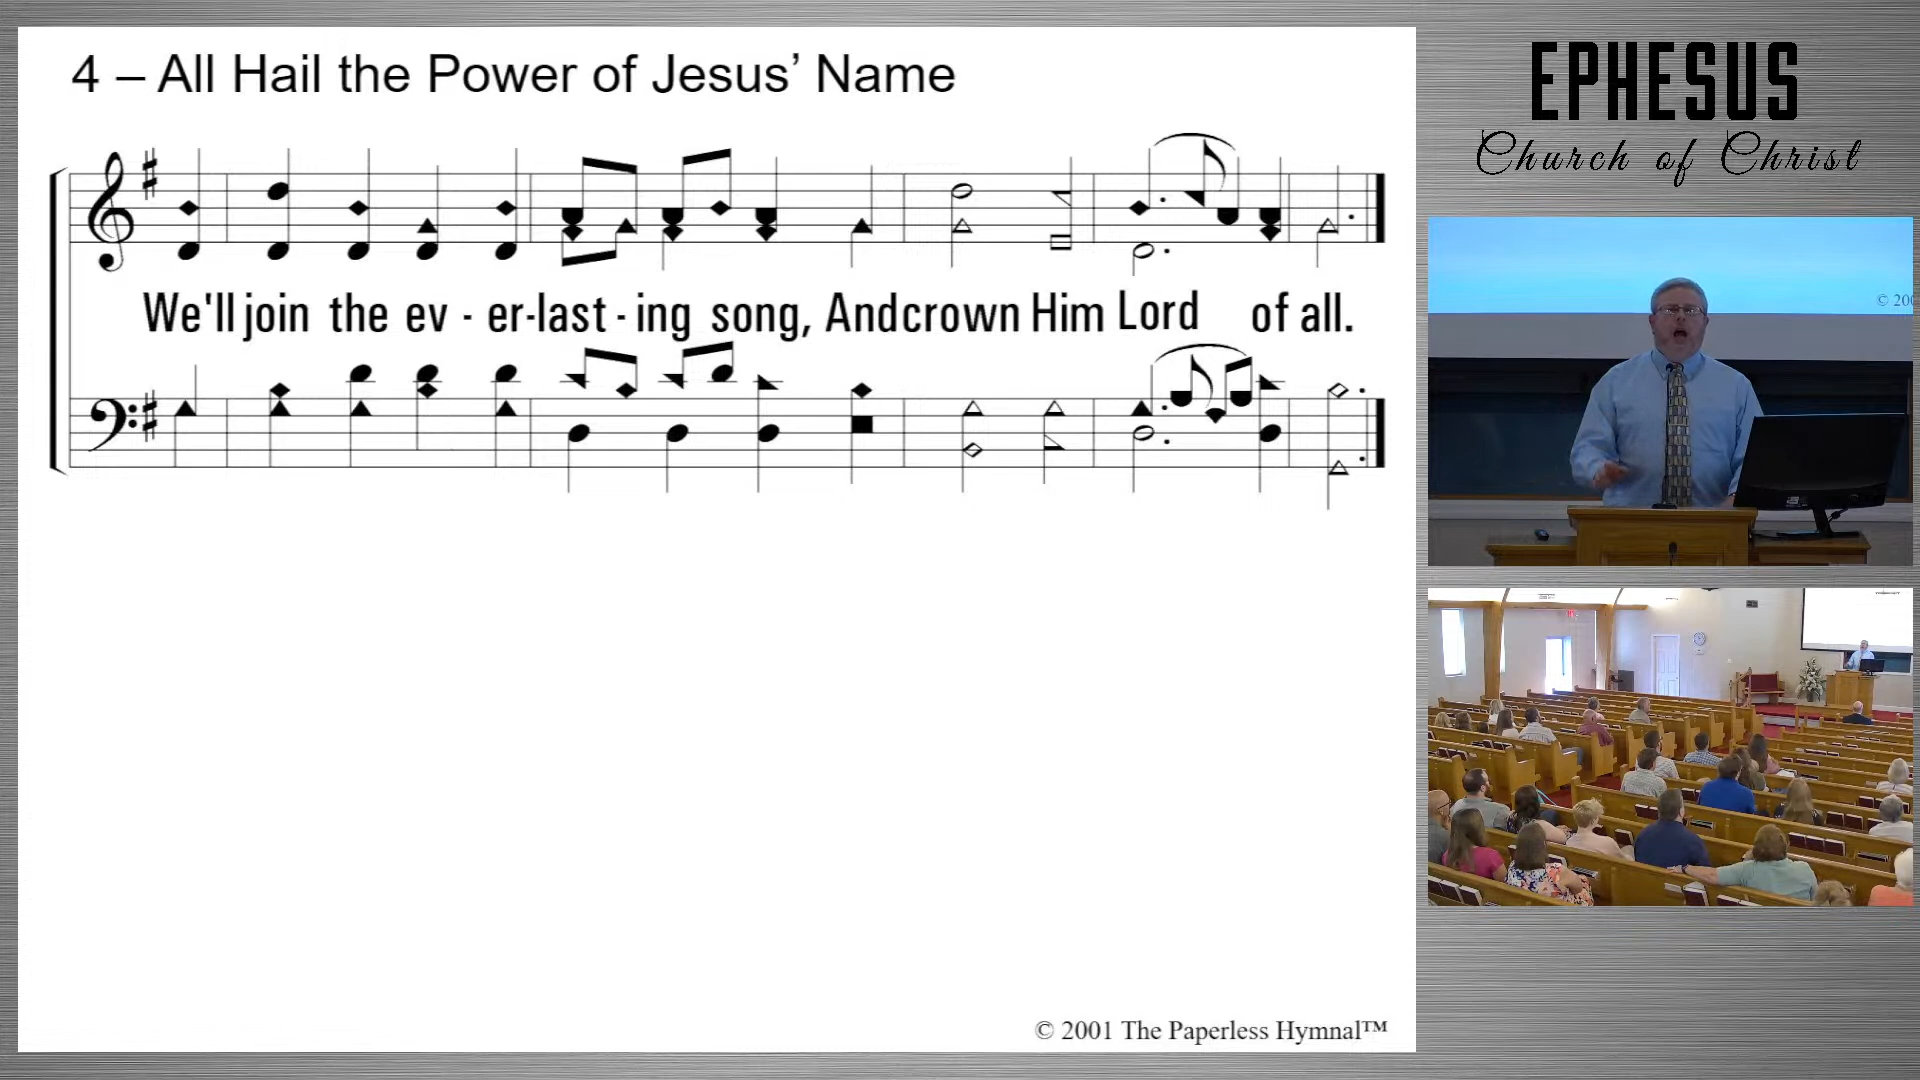 4 – All Hail the Power of Jesus’ Name
We'll join the ev - er-last - ing song, And crown Him Lord of all.
© 2001 The Paperless Hymnal™
EPHESUS
Church of Christ
© 200